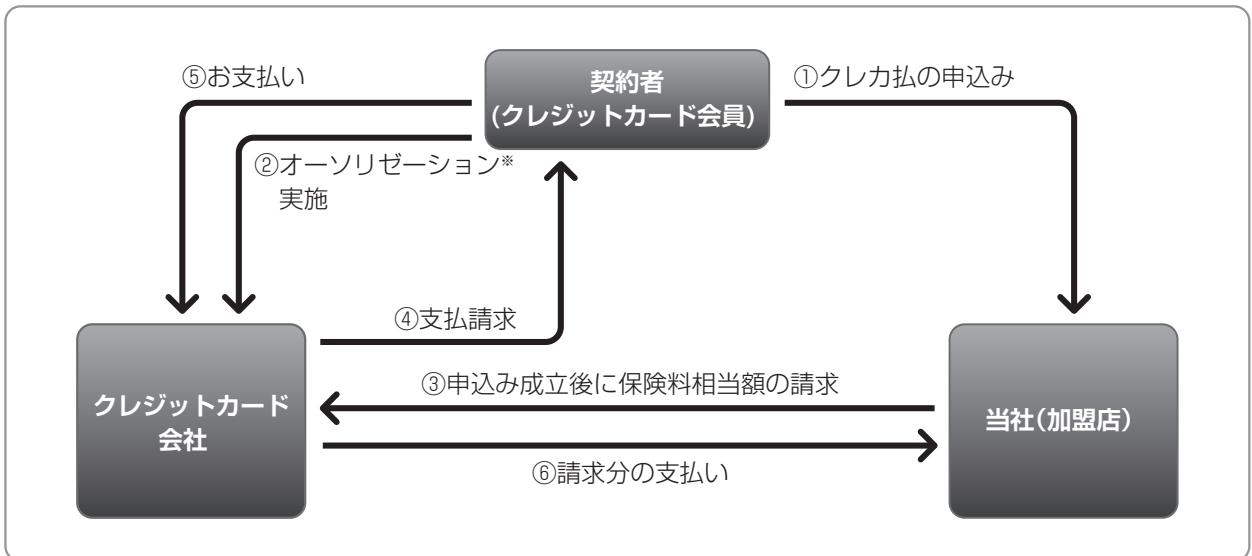 ⑤お支払い
契約者
(クレジットカード会員)
①クレカ払の申込み
②オーソリゼーション※
実施
④支払請求
③申込み成立後に保険料相当額の請求
クレジットカード
会社
当社(加盟店)
⑥請求分の支払い